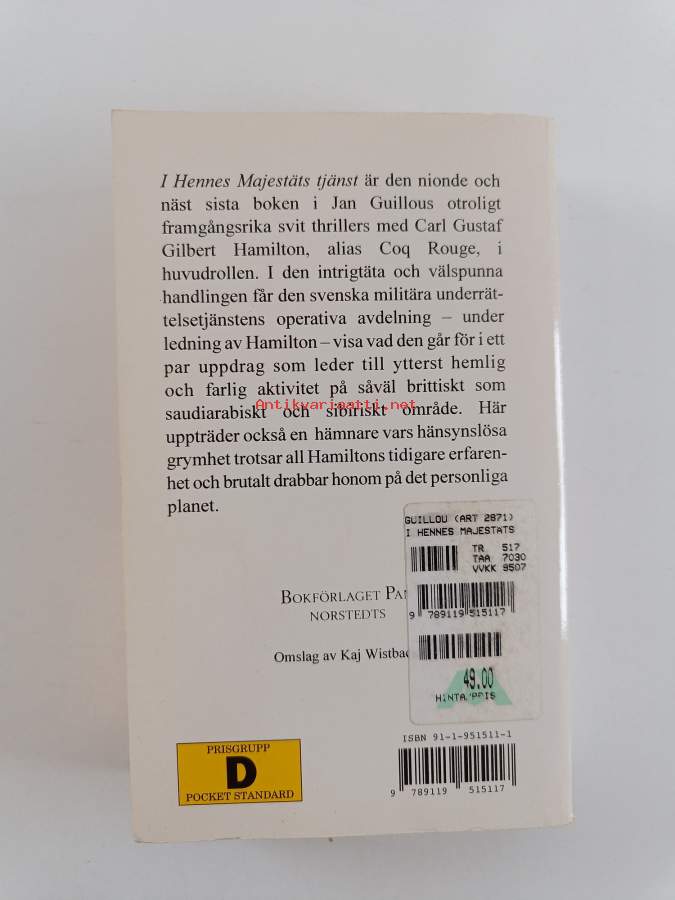 I Hennes Majestäts tjänst är den nionde och
näst sista boken i Jan Guillous otroligt
framgångsrika svit thrillers med Carl Gustaf
Gilbert Hamilton, alias Coq Rouge, i
huvudrollen. I den intrigtäta och välspunna
handlingen får den svenska militära underrät-
telsetjänstens operativa avdelning – under
ledning av Hamilton – visa vad den går för i ett
par uppdrag som leder till ytterst hemlig
och farlig aktivitet på såväl brittiskt som
Antikvariaatti.net
saudiarabiskt och sibiriskt område. Här
uppträder också en hämnare vars hänsynslösa
grymhet trotsar all Hamiltons tidigare erfaren-
het och brutalt drabbar honom på det personliga
planet.
GUILLOU (ART 2871)
I HENNES MAJESTATS
TR 517
TAA 7030
VVKK 9507
9 789119 515117
BOKFÖRLAGET
NORSTEDTS
Omslag av Kaj
49.00
HINTA PRIS
ISBN 91-1-951511-1
9 789119 515117
PRISGRUPP
D
POCKET STANDARD